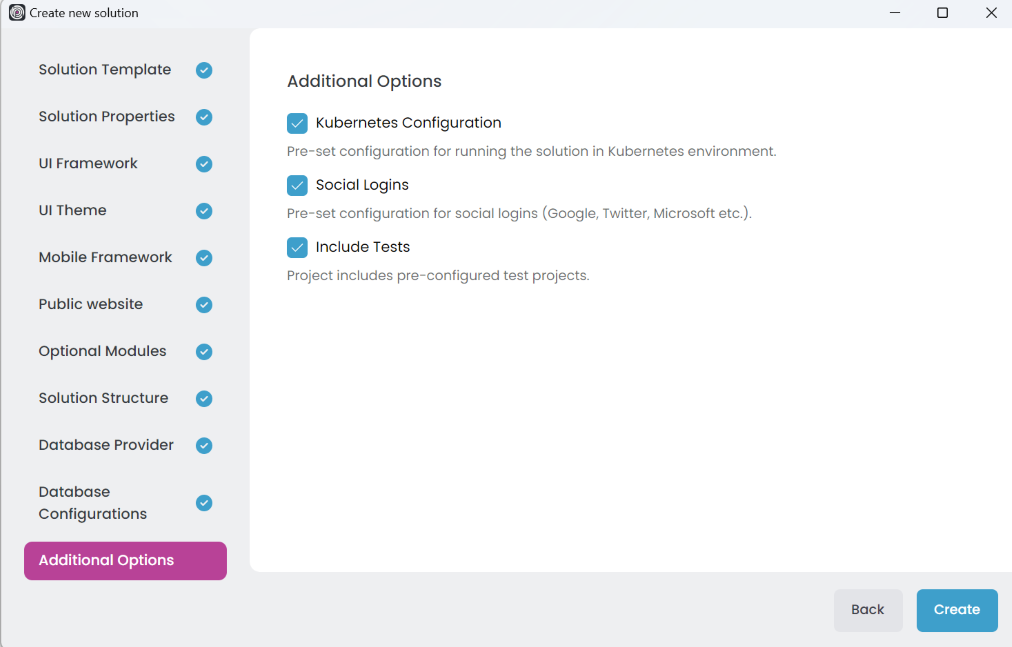 Create new solution
Solution Template
Solution Properties
UI Framework
UI Theme
Mobile Framework
Public website
Optional Modules
Solution Structure
Database Provider
Database
Configurations
Additional Options
Additional Options
Kubernetes Configuration
Pre-set configuration for running the solution in Kubernetes environment.
Social Logins
Pre-set configuration for social logins (Google, Twitter, Microsoft etc.).
Include Tests
Project includes pre-configured test projects.
Back
Create